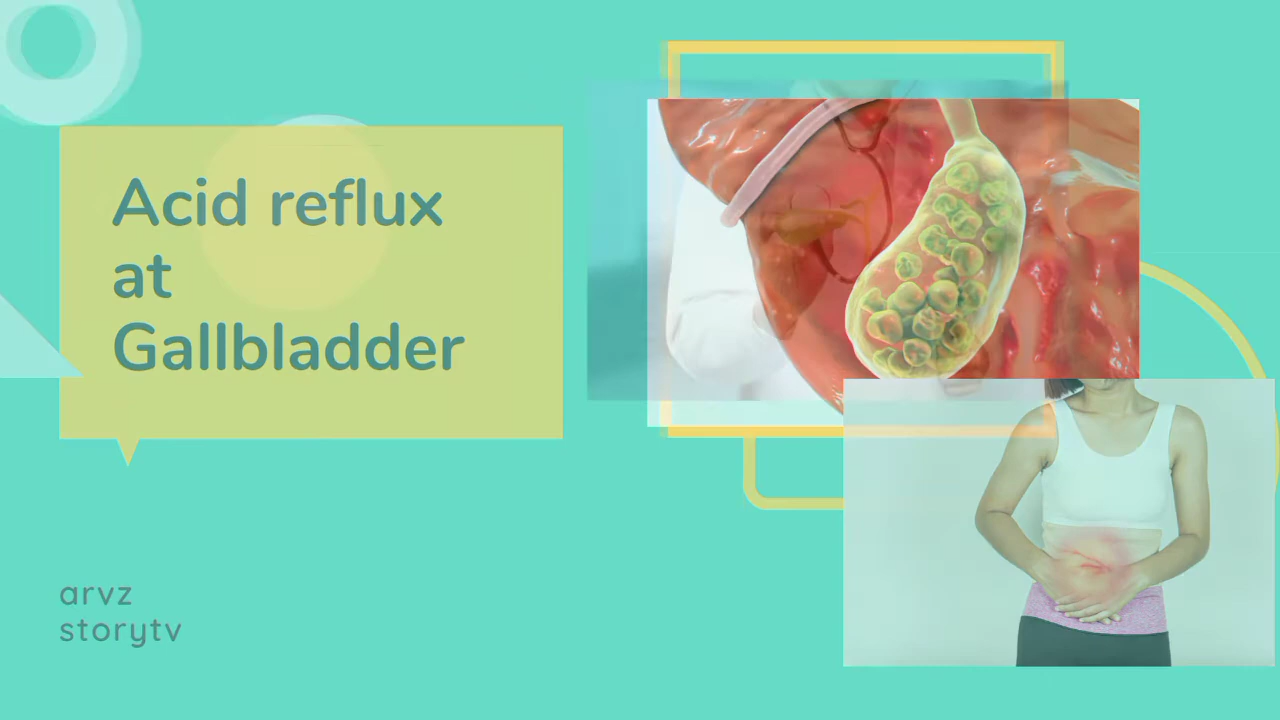 Acid reflux
at
Gallbladder
arvz
storytv